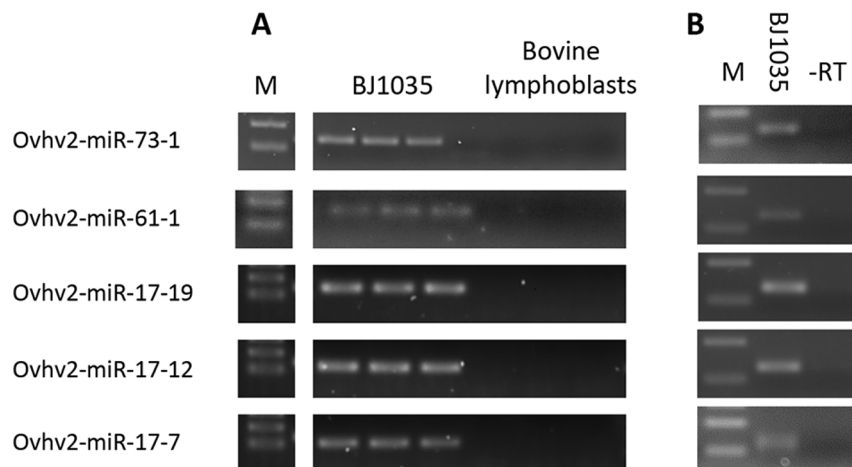 A
B
Bovine
lymphoblasts
M
BJ1035
M
BJ1035
-RT
Ovhv2-miR-73-1
Ovhv2-miR-61-1
Ovhv2-miR-17-19
Ovhv2-miR-17-12
Ovhv2-miR-17-7